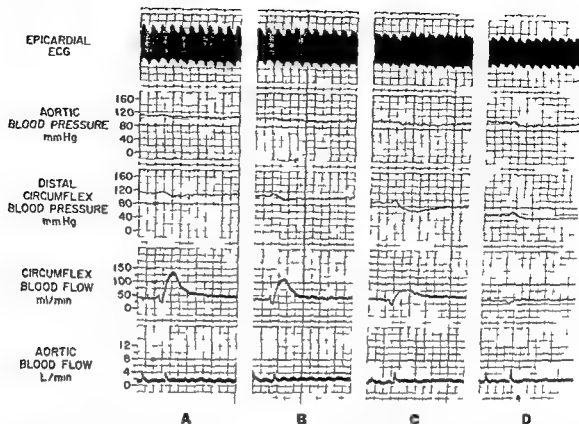 EPICARDIAL
ECG
AORTIC
BLOOD PRESSURE
mmHg
160
120
80
40
0
DISTAL
CIRCUMFLEX
BLOOD PRESSURE
mmHg
160
120
80
40
0
CIRCUMFLEX
BLOOD FLOW
ml/min
150
100
50
0
AORTIC
BLOOD FLOW
L/min
12
8
4
0
A B C D